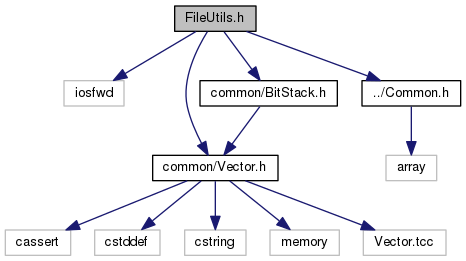 FileUtils.h
iosfwd
common/BitStack.h
../Common.h
common/Vector.h
array
cassert
cstddef
cstring
memory
Vector.tcc